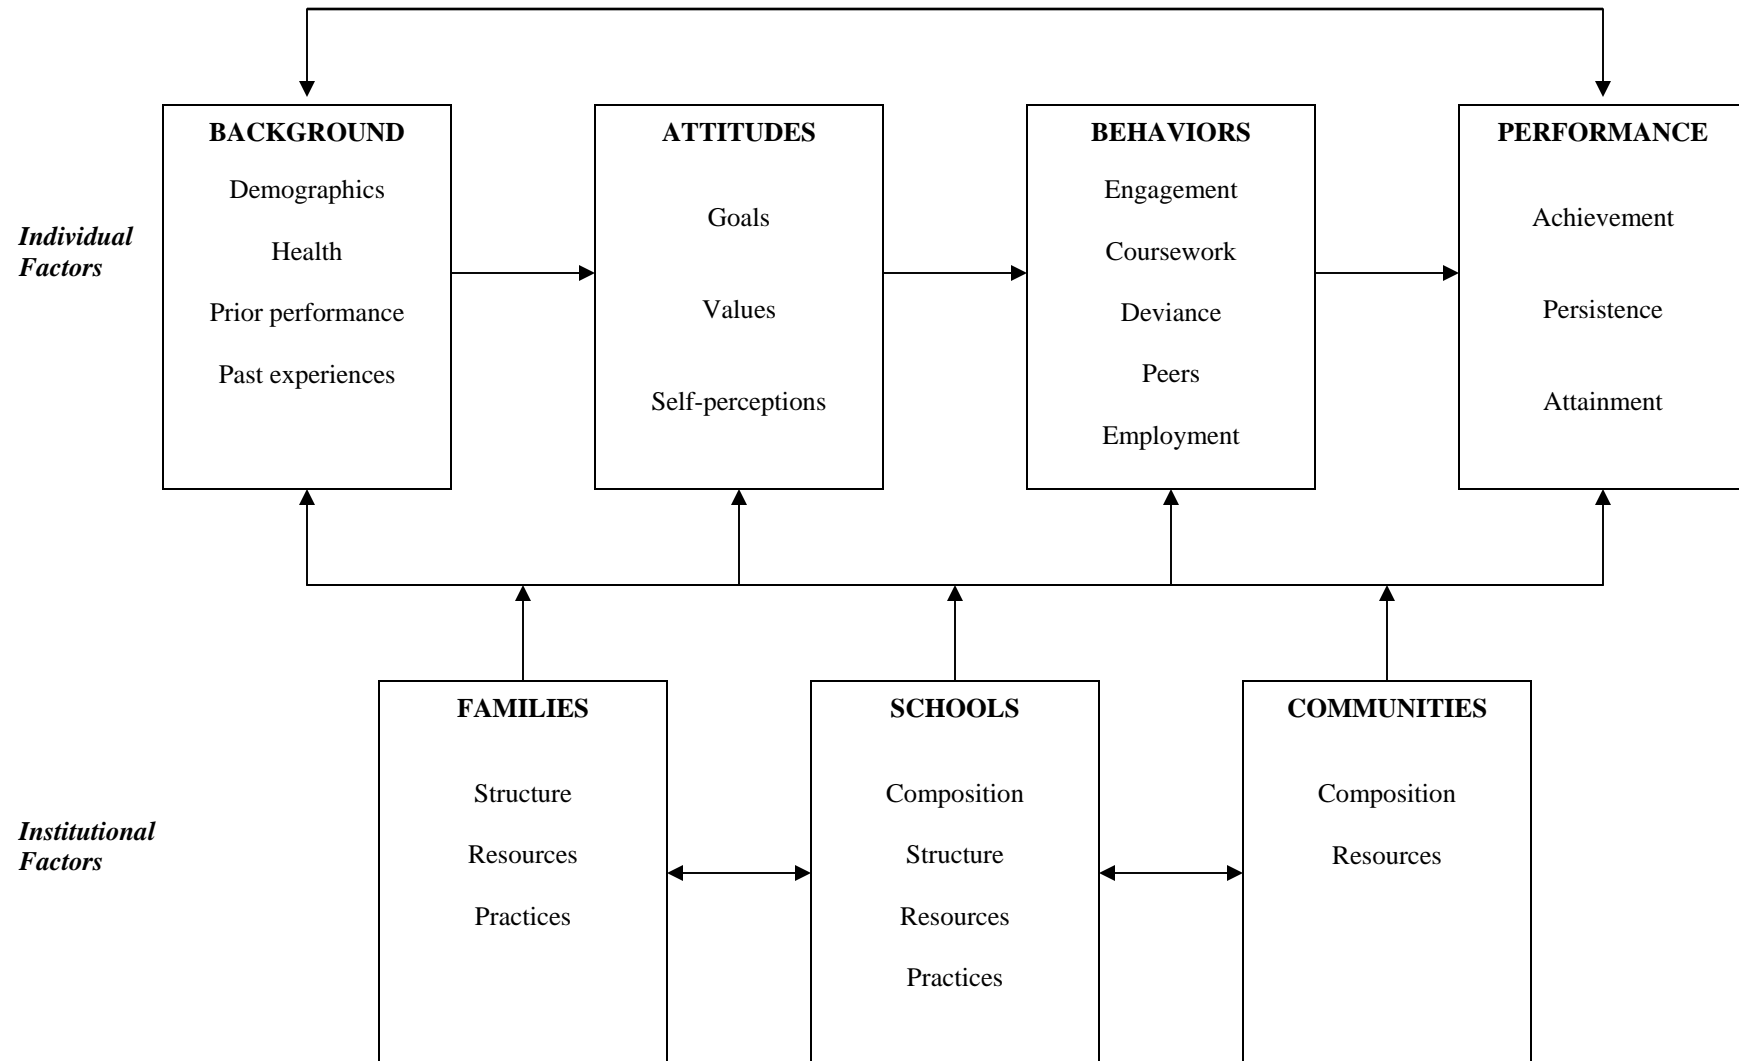 BACKGROUND
Demographics
Health
Prior performance
Past experiences
ATTITUDES
Goals
Values
Self-perceptions
BEHAVIORS
Engagement
Coursework
Deviance
Peers
Employment
PERFORMANCE
Achievement
Persistence
Attainment
Individual
Factors
FAMILIES
Structure
Resources
Practices
SCHOOLS
Composition
Structure
Resources
Practices
COMMUNITIES
Composition
Resources
Institutional
Factors